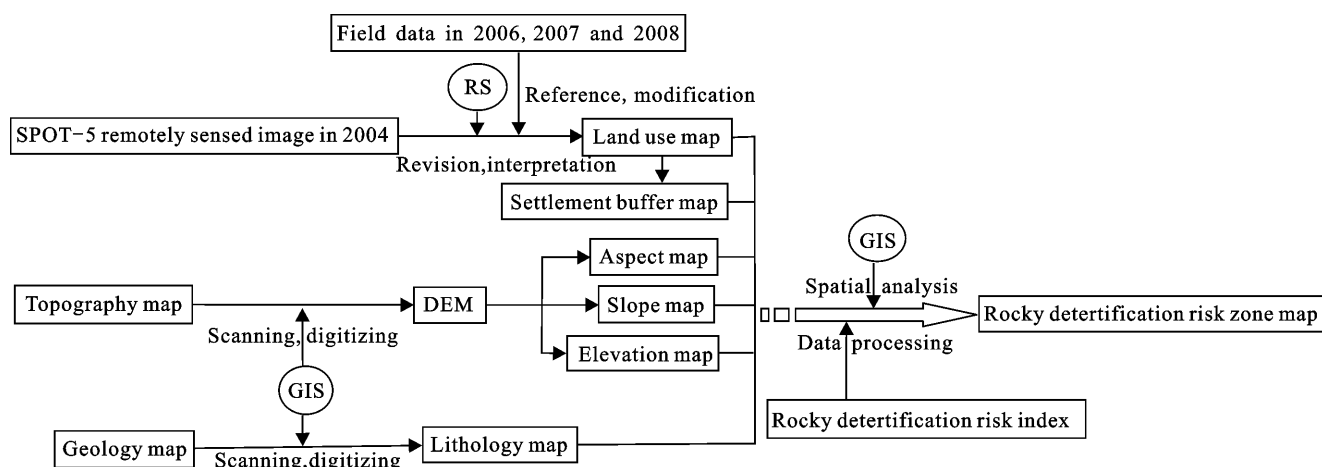 Field data in 2006, 2007 and 2008
RS
Reference, modification
SPOT-5 remotely sensed image in 2004
Land use map
Revision,interpretation
Settlement buffer map
GIS
Aspect map
Spatial analysis
Topography map
DEM
Slope map
Rocky detertification risk zone map
Scanning, digitizing
Elevation map
Data processing
GIS
Rocky detertification risk index
Geology map
Lithology map
Scanning,digitizing